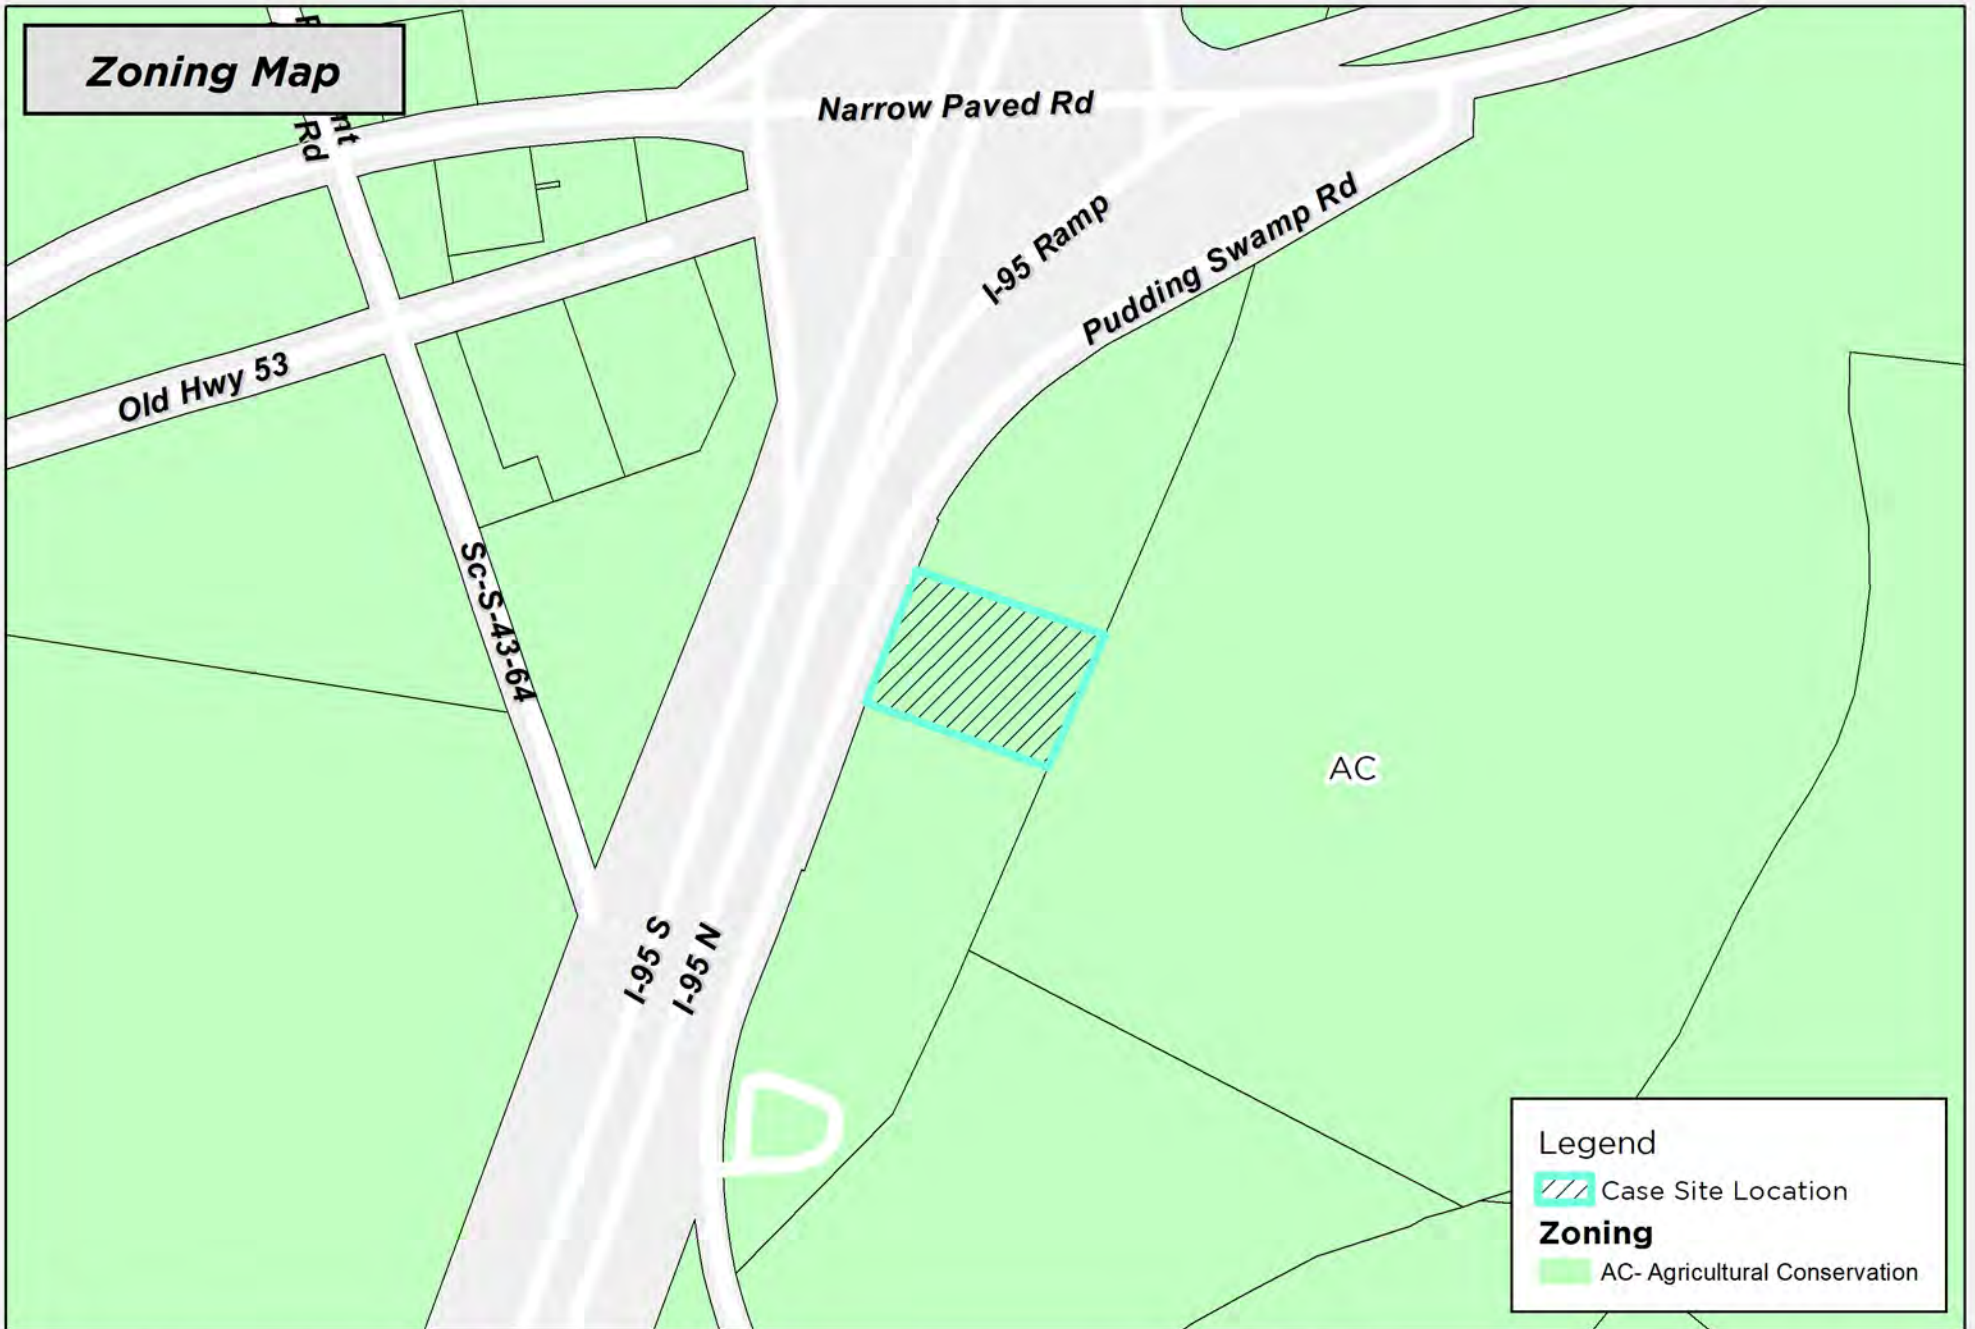 Zoning Map
nt
Rd
Narrow Paved Rd
I-95 Ramp
Pudding Swamp Rd
Old Hwy 53
Sc-S-43-64
AC
I-95 S
I-95 N
Legend
Case Site Location
Zoning
AC- Agricultural Conservation